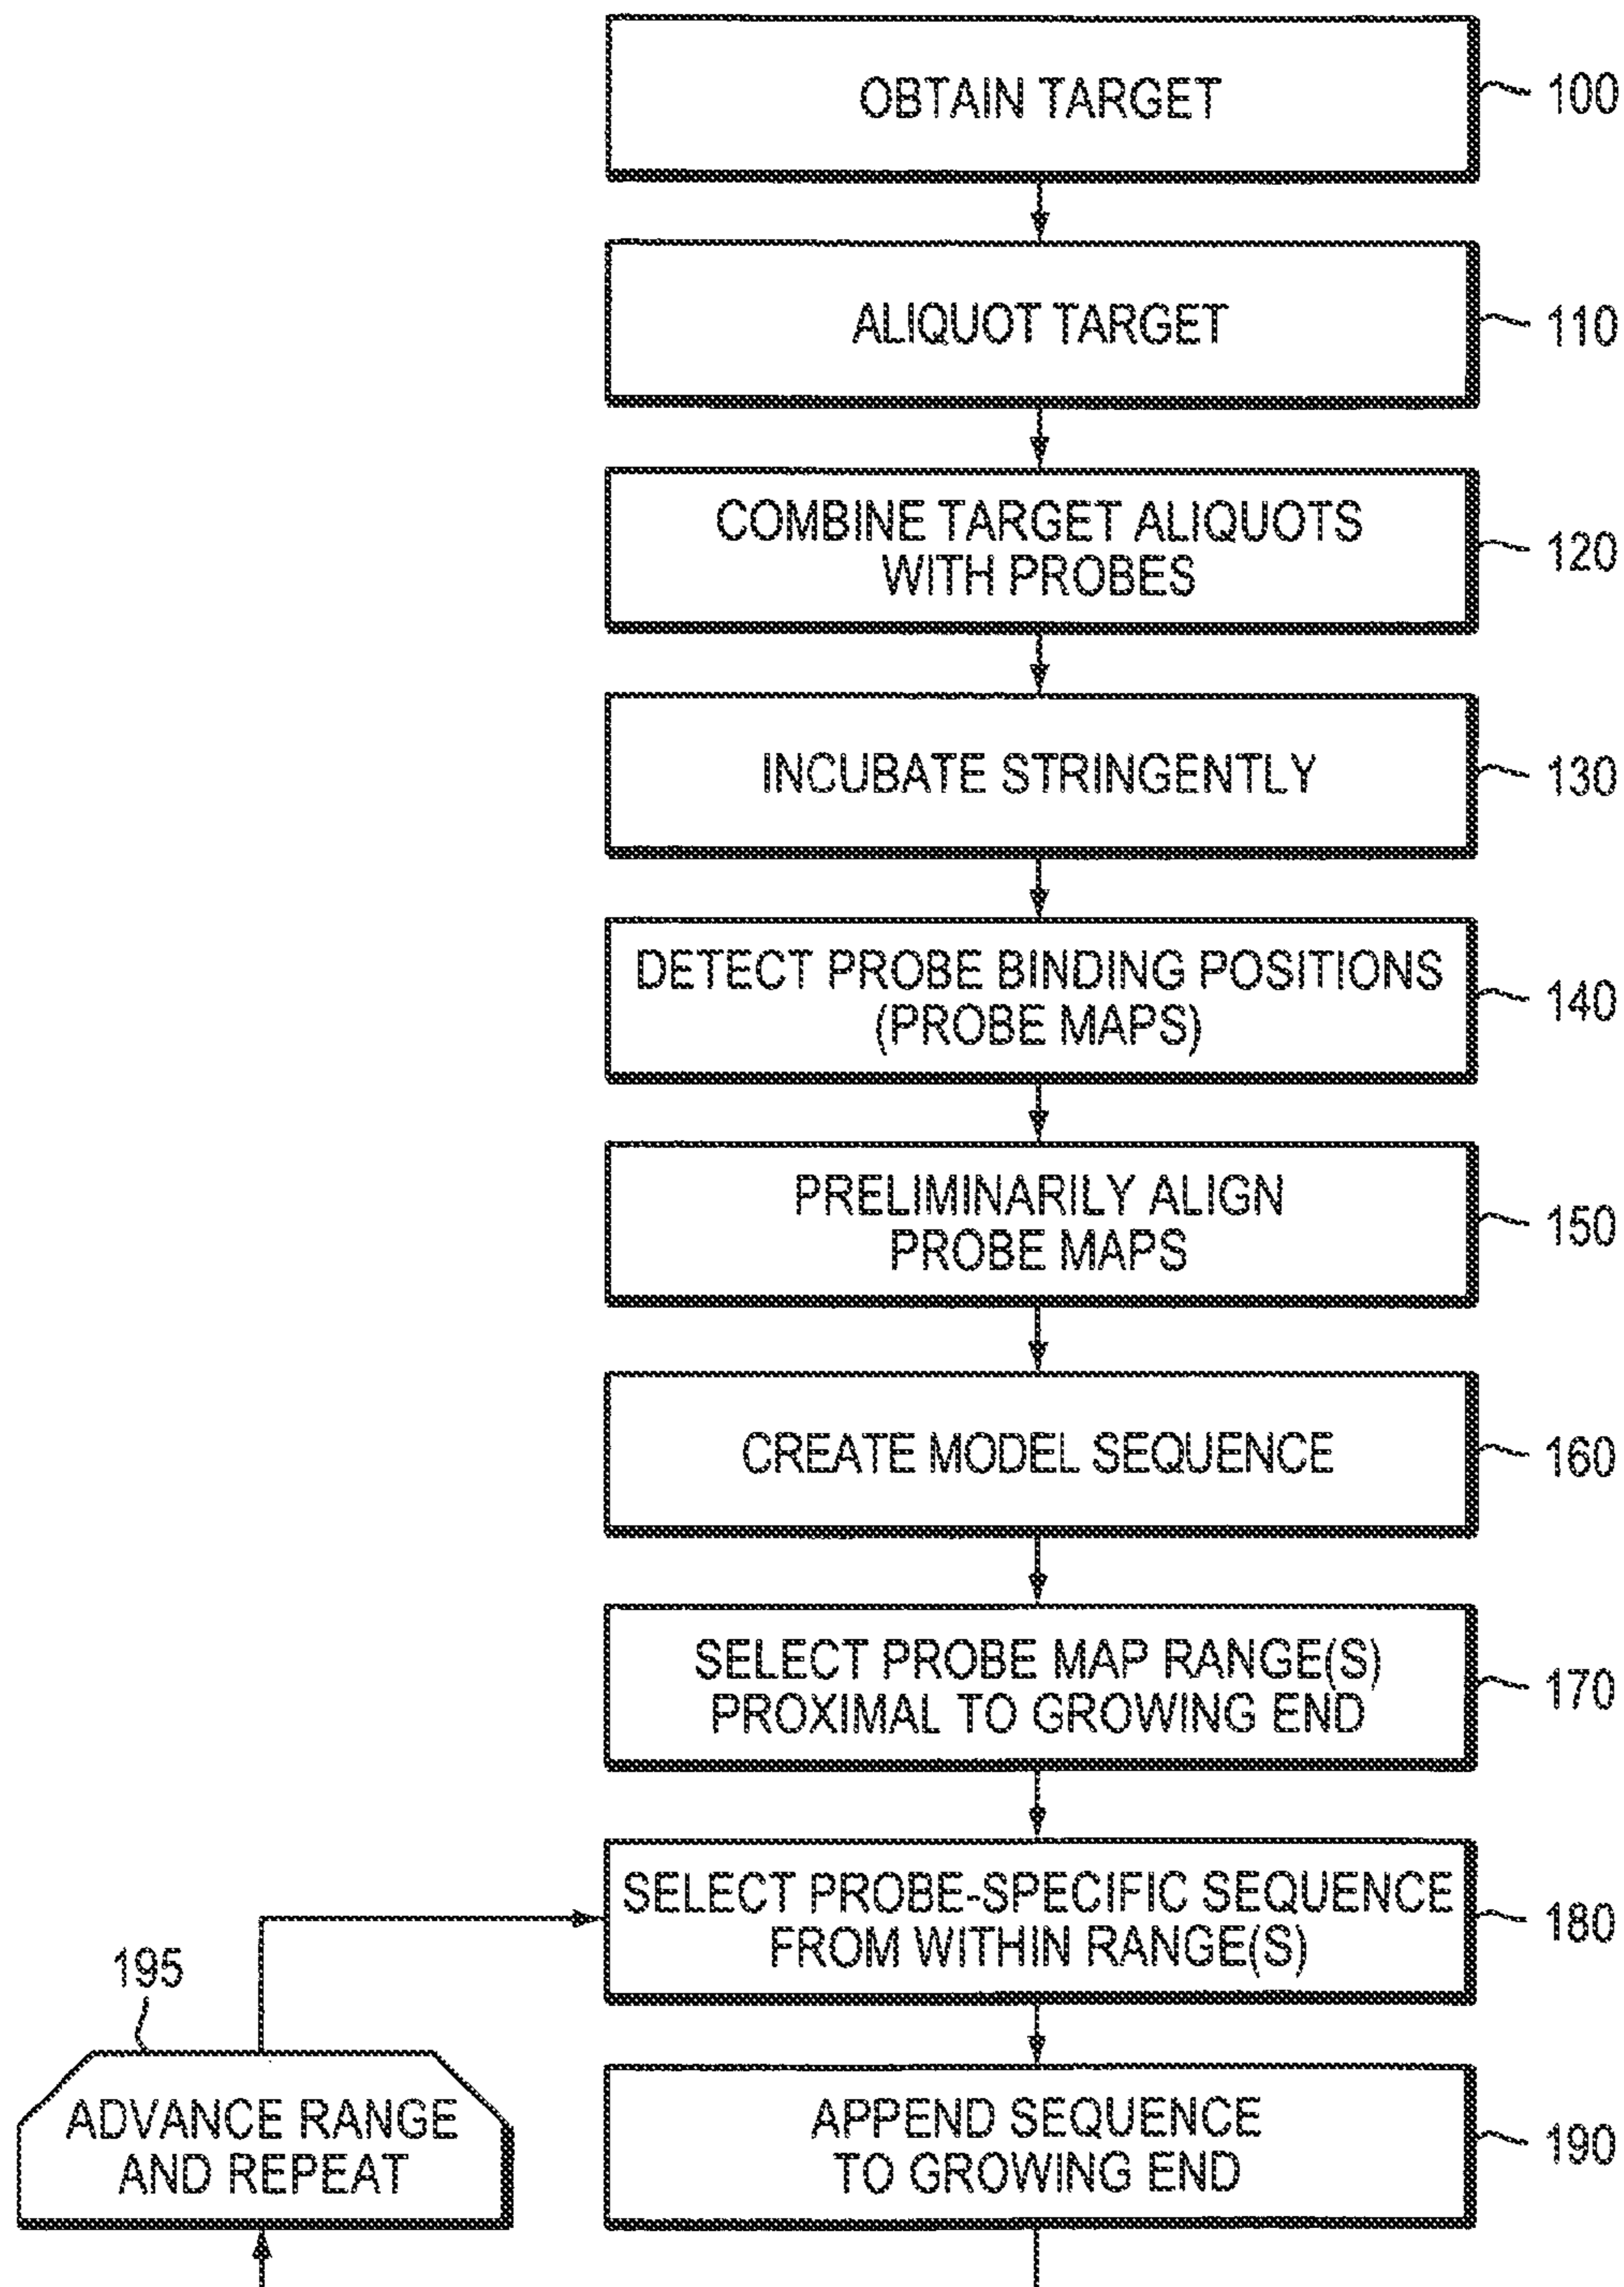 OBTAIN TARGET
100
ALIQUOT TARGET
110
COMBINE TARGET ALIQUOTS
WITH PROBES
120
INCUBATE STRINGENTLY
130
DETECT PROBE BINDING POSITIONS
(PROBE MAPS)
140
PRELIMINARILY ALIGN
PROBE MAPS
150
CREATE MODEL SEQUENCE
160
SELECT PROBE MAP RANGE(S)
PROXIMAL TO GROWING END
170
SELECT PROBE-SPECIFIC SEQUENCE
FROM WITHIN RANGE(S)
180
195
ADVANCE RANGE
AND REPEAT
APPEND SEQUENCE
TO GROWING END
190